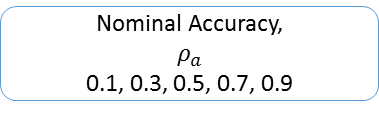 Nominal Accuracy,
ρₐ
0.1, 0.3, 0.5, 0.7, 0.9